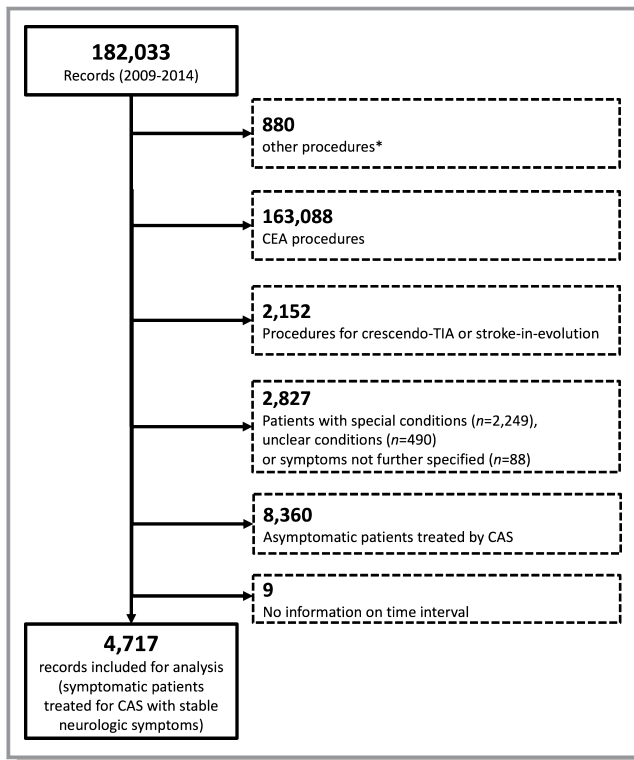 182,033
Records (2009-2014)
880
other procedures*
163,088
CEA procedures
2,152
Procedures for crescendo-TIA or stroke-in-evolution
2,827
Patients with special conditions (n=2,249),
unclear conditions (n=490)
or symptoms not further specified (n=88)
8,360
Asymptomatic patients treated by CAS
9
No information on time interval
4,717
records included for analysis
(symptomatic patients
treated for CAS with stable
neurologic symptoms)